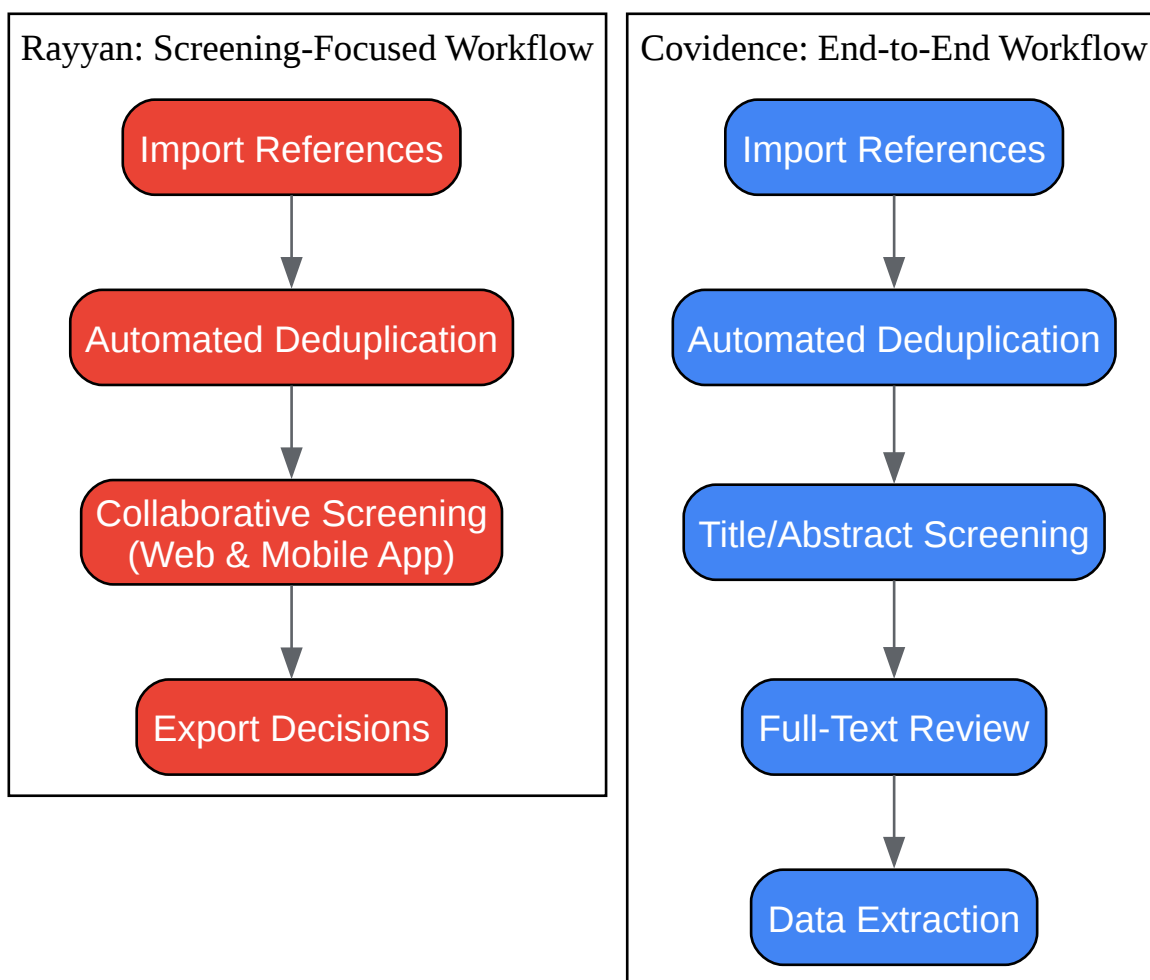 Rayyan: Screening-Focused Workflow
Import References
Automated Deduplication
Collaborative Screening
(Web & Mobile App)
Export Decisions
Covidence: End-to-End Workflow
Import References
Automated Deduplication
Title/Abstract Screening
Full-Text Review
Data Extraction